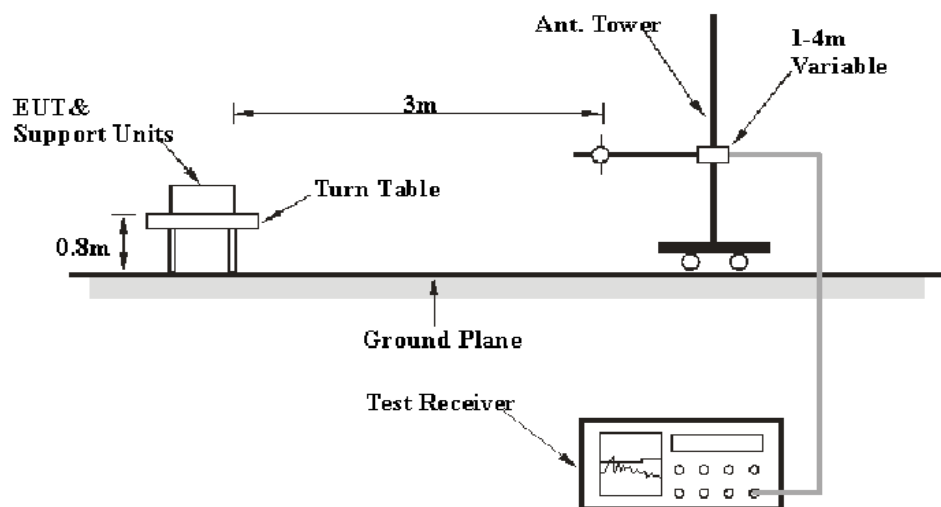 Ant. Tower
1-4m
Variable
EUT&
Support Units
3m
Turn Table
0.8m
Ground Plane
Test Receiver